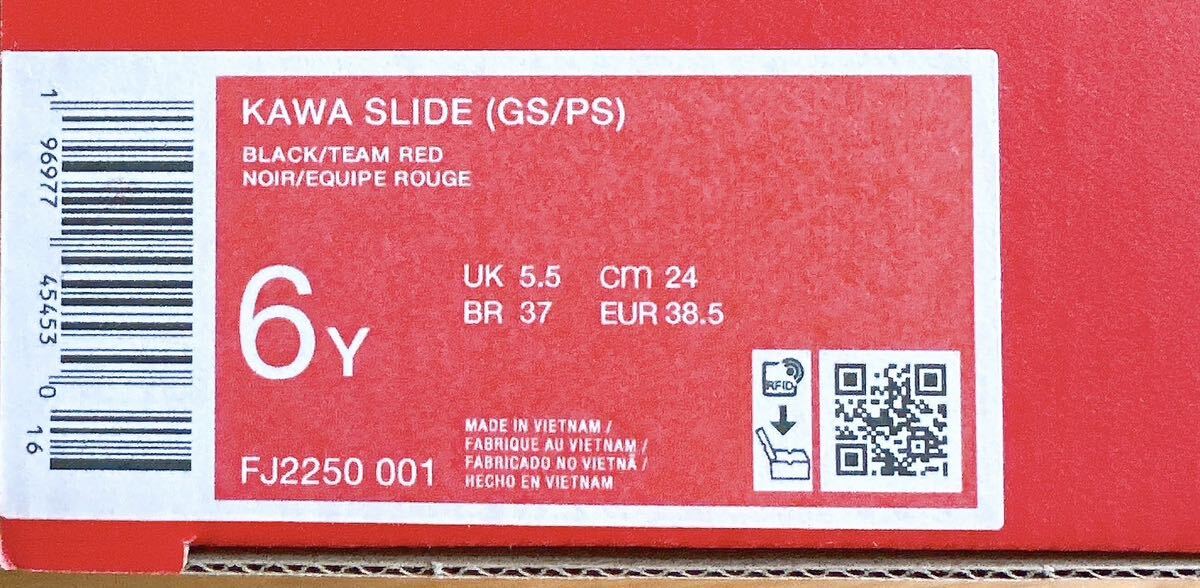 KAWA SLIDE (GS/PS)
BLACK/TEAM RED
NOIR/EQUIPE ROUGE
6Y
UK 5.5 cm 24
BR 37 EUR 38.5
FJ2250 001
MADE IN VIETNAM /
FABRIQUE AU VIETNAM /
FABRICADO NO VIETNÃ /
HECHO EN VIETNAM
RFID
1 96977 45453 0 16